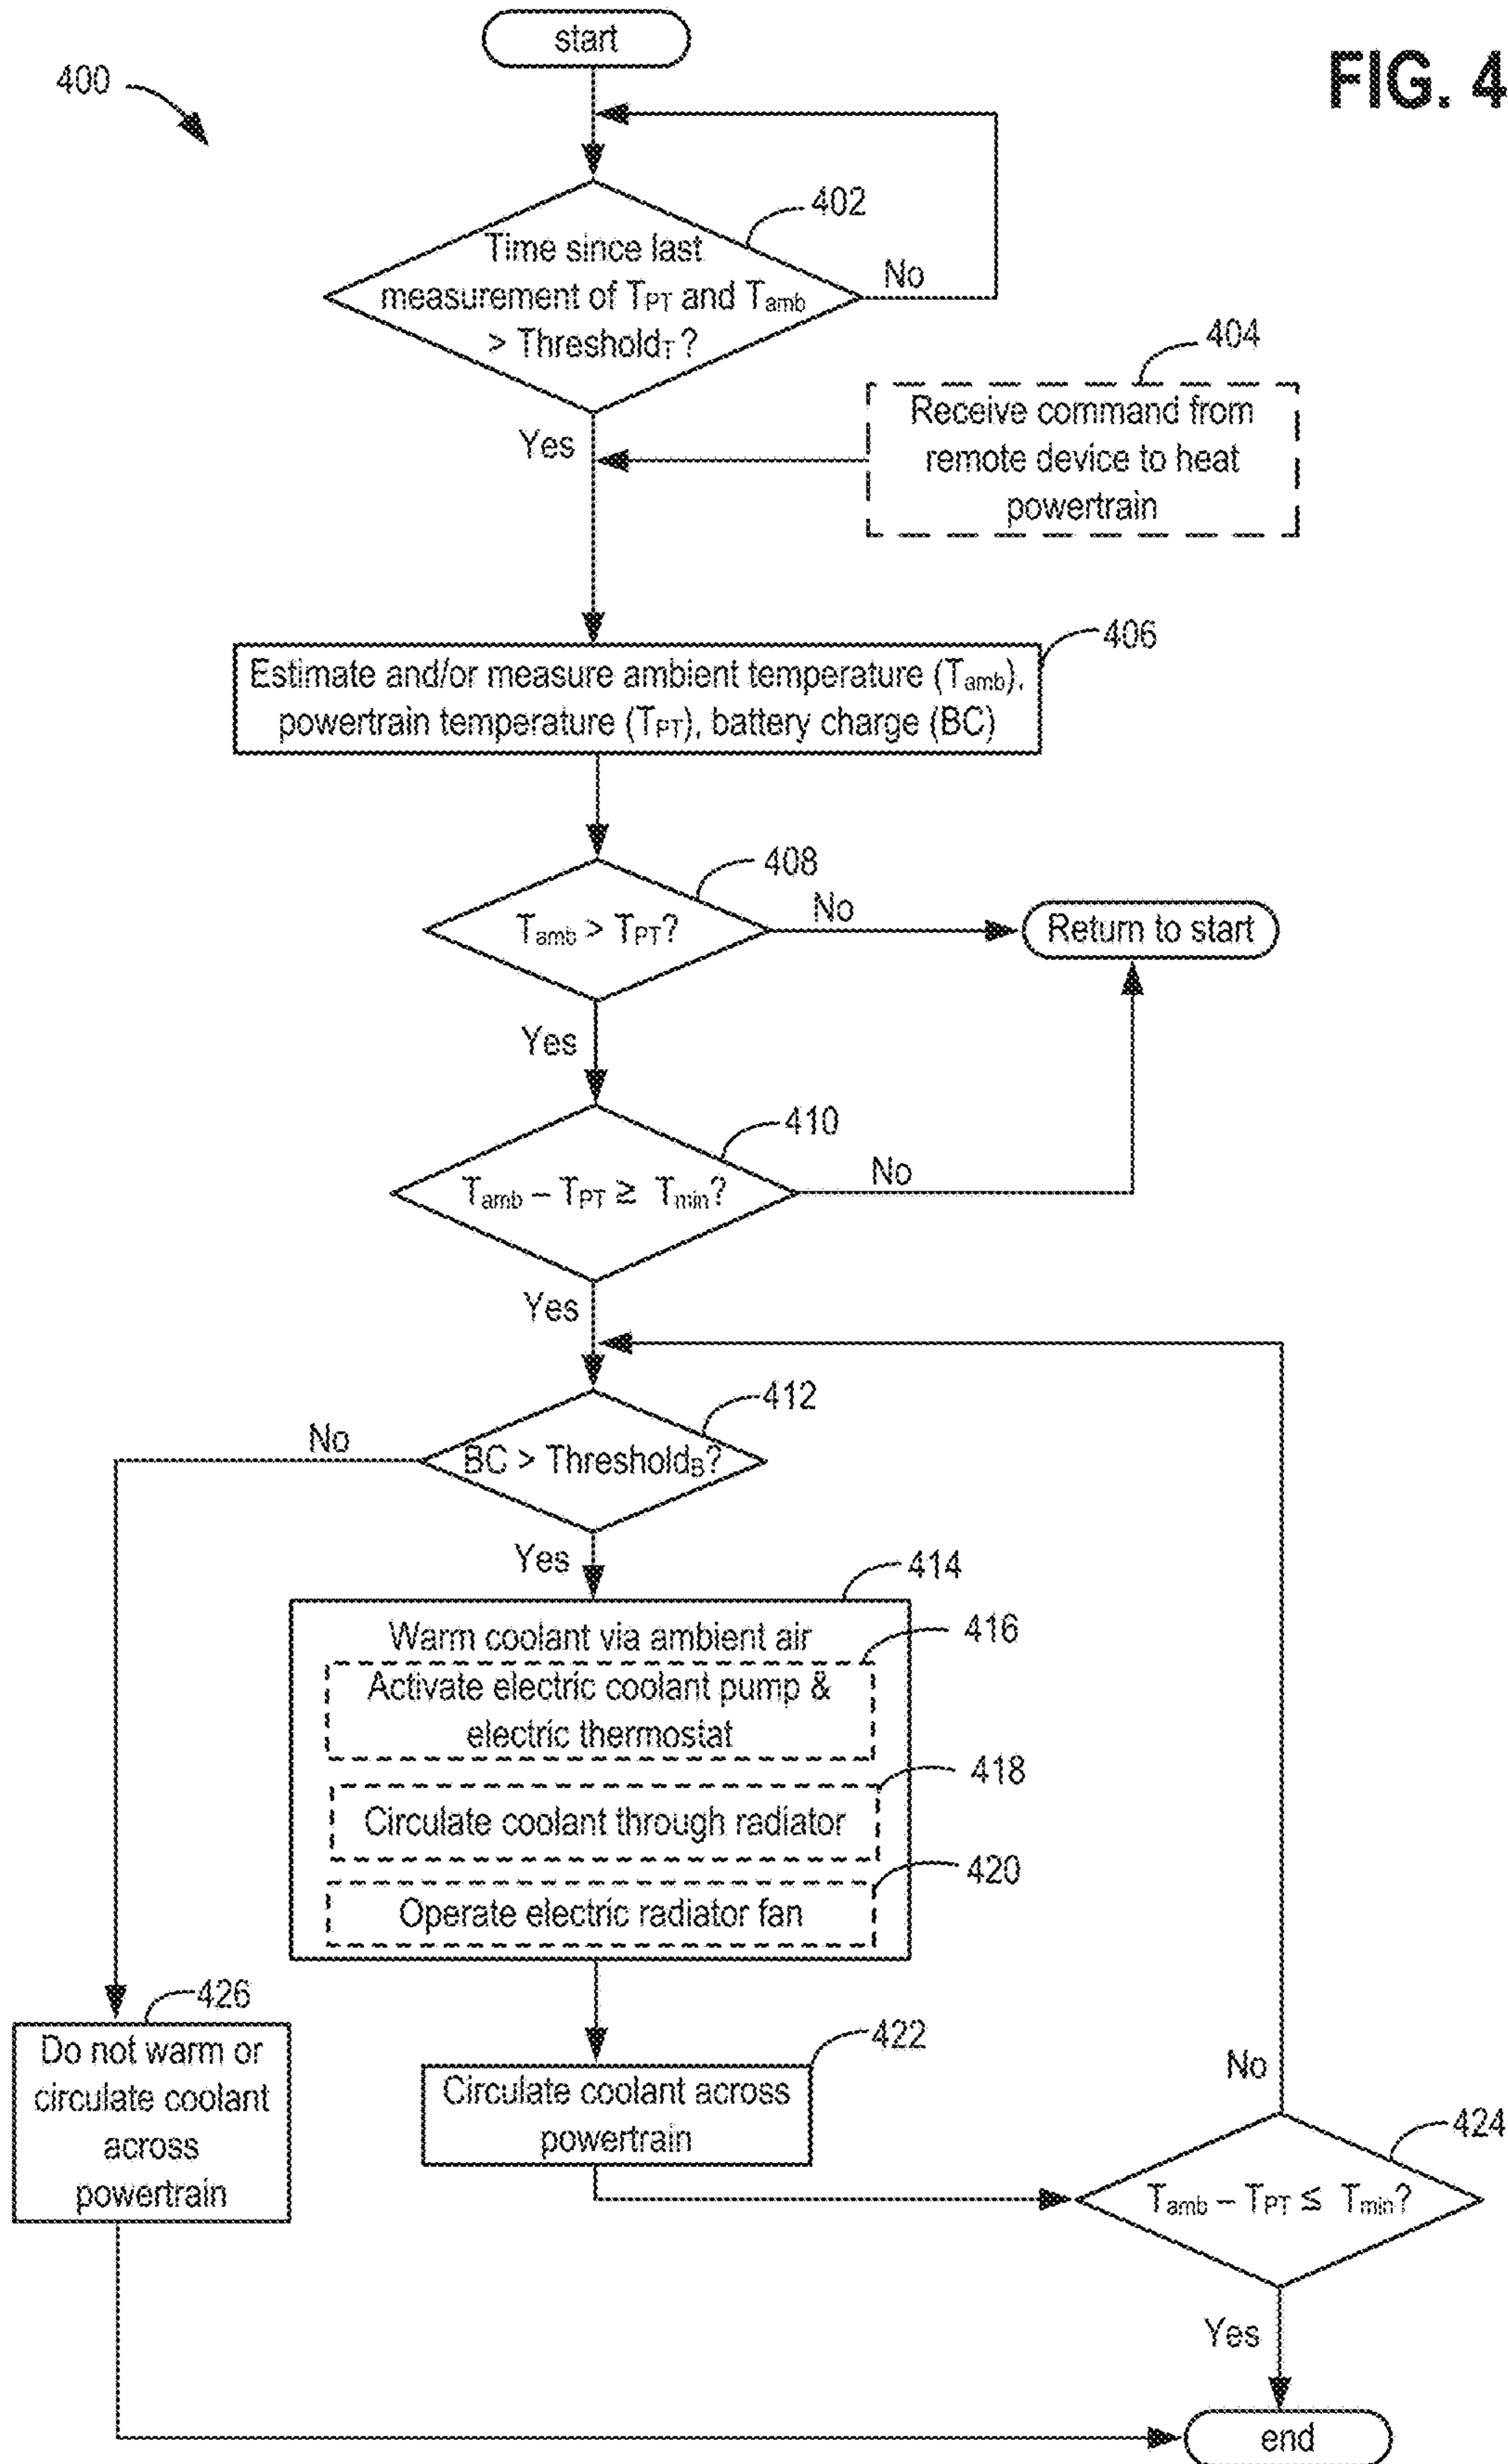 FIG. 4
400
start
402
Time since last
measurement of TPT and Tamb
> ThresholdT?
No
Yes
404
Receive command from
remote device to heat
powertrain
406
Estimate and/or measure ambient temperature (Tamb),
powertrain temperature (TPT), battery charge (BC)
408
Tamb > TPT?
No
Return to start
Yes
410
Tamb – TPT ≥ Tmin?
No
Yes
412
BC > ThresholdB?
No
Yes
414
Warm coolant via ambient air
416
Activate electric coolant pump &
electric thermostat
418
Circulate coolant through radiator
420
Operate electric radiator fan
426
Do not warm or
circulate coolant
across
powertrain
422
Circulate coolant across
powertrain
No
424
Tamb – TPT ≤ Tmin?
Yes
end